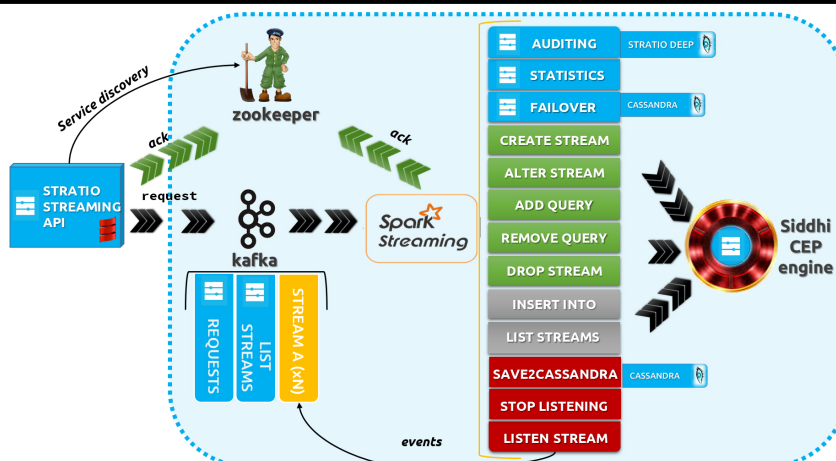 zookeeper
Service discovery
ack
ack
STRATIO
STREAMING
API
request
kafka
Spark
Streaming
REQUESTS
LIST
STREAMS
STREAM A (xN)
events
AUDITING
STRATIO DEEP
STATISTICS
FAILOVER
CASSANDRA
CREATE STREAM
ALTER STREAM
ADD QUERY
REMOVE QUERY
DROP STREAM
INSERT INTO
LIST STREAMS
SAVE2CASSANDRA
CASSANDRA
STOP LISTENING
LISTEN STREAM
Siddhi
CEP
engine